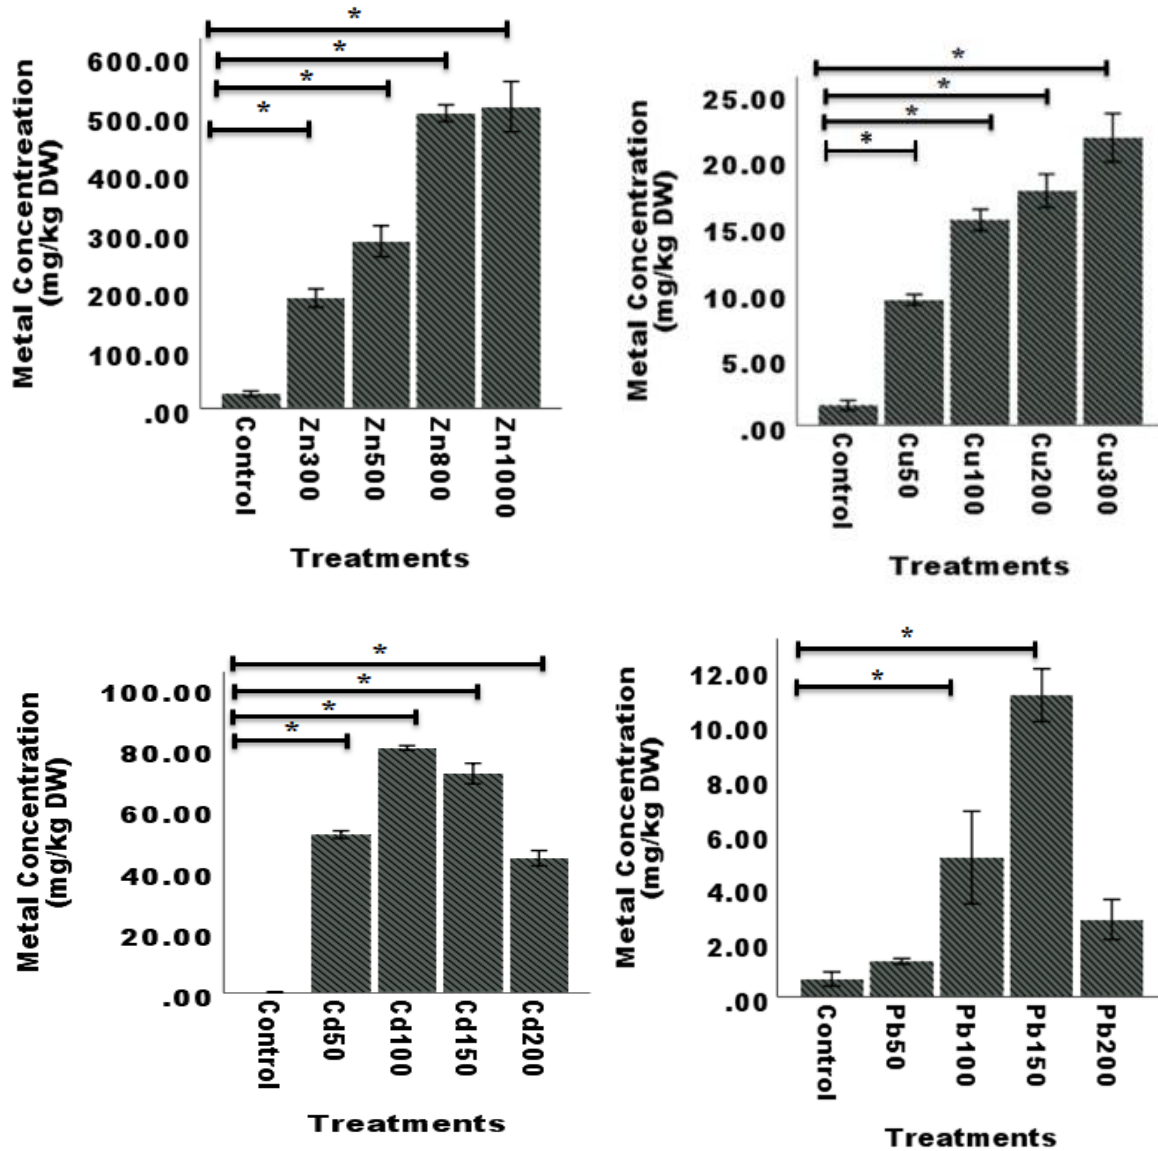 *
*
*
*
Metal Concentreation
(mg/kg DW)
600.00
500.00
400.00
300.00
200.00
100.00
.00
Control
Zn300
Zn500
Zn800
Zn1000
Treatments
*
*
*
*
Metal Concentration
(mg/kg DW)
25.00
20.00
15.00
10.00
5.00
.00
Control
Cu50
Cu100
Cu200
Cu300
Treatments
*
*
*
*
Metal Concentration
(mg/kg DW)
100.00
80.00
60.00
40.00
20.00
.00
Control
Cd50
Cd100
Cd150
Cd200
Treatments
*
*
Metal Concentration
(mg/kg DW)
12.00
10.00
8.00
6.00
4.00
2.00
.00
Control
Pb50
Pb100
Pb150
Pb200
Treatments